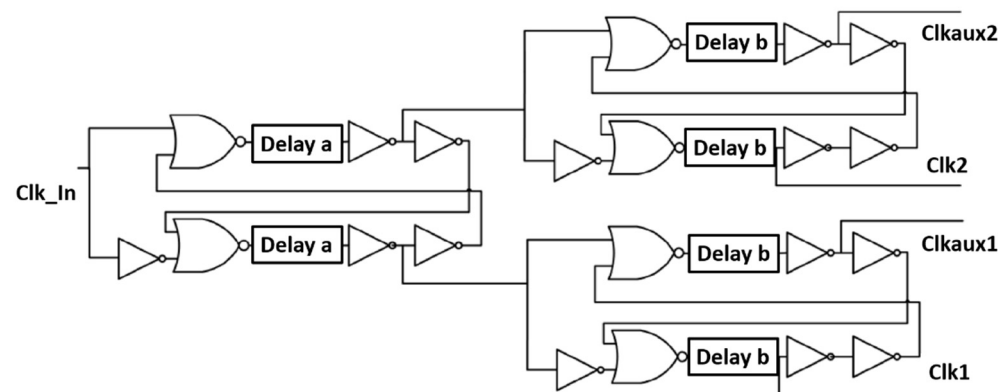 Clkaux2
Delay b
Delay a
Delay b
Clk2
Clk_In
Clkaux1
Delay a
Delay b
Delay b
Clk1